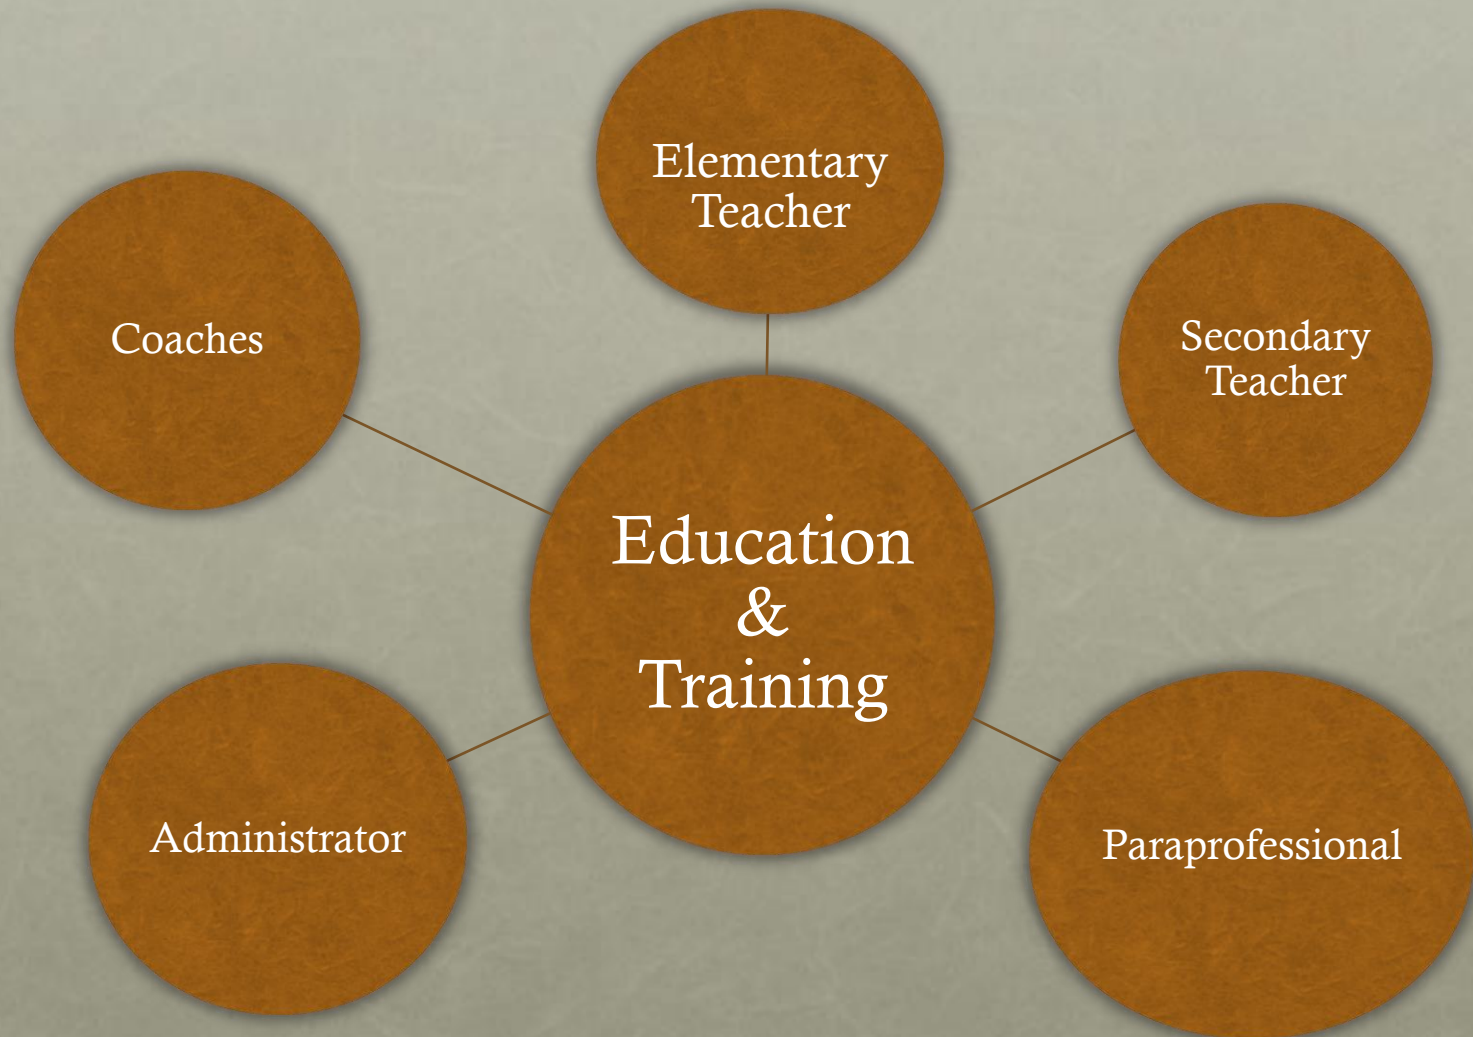 Elementary
Teacher
Coaches
Secondary
Teacher
Education
&
Training
Administrator
Paraprofessional